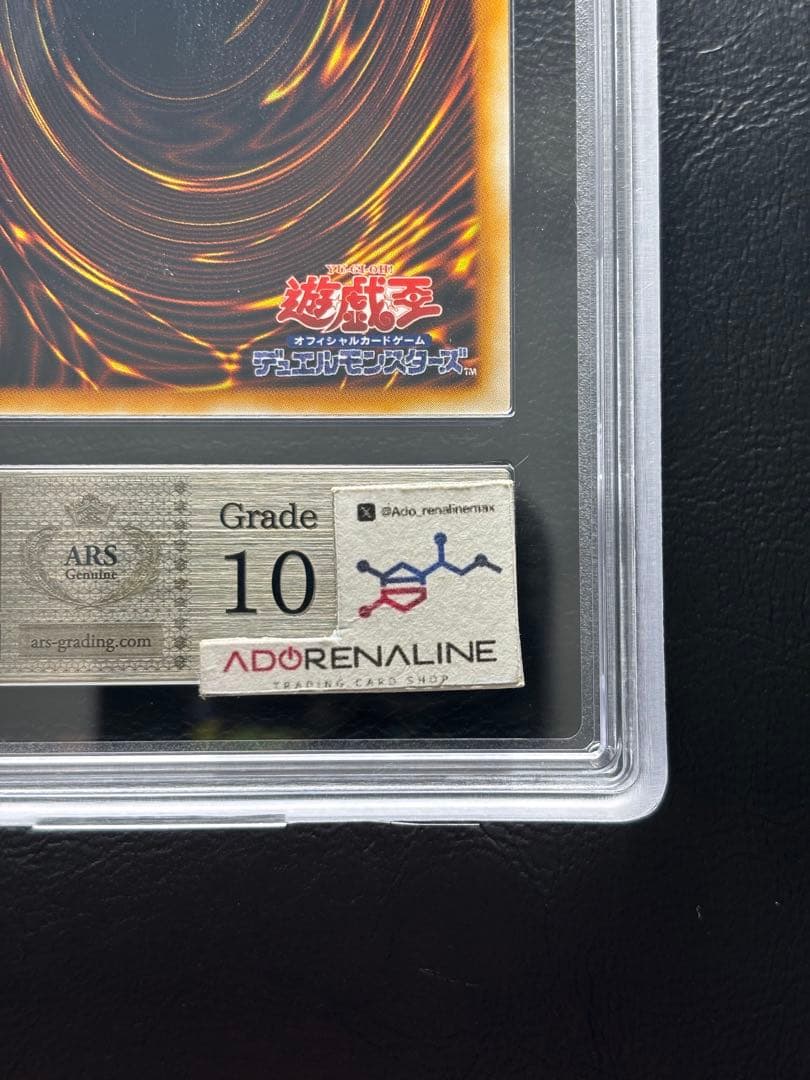 YU-GI-OH!
遊戯王
オフィシャルカードゲーム
デュエルモンスターズ™
ARS
Genuine
ars-grading.com
Grade
10
@Ado_renalinemax
ADORENALINE
TRADING CARD SHOP